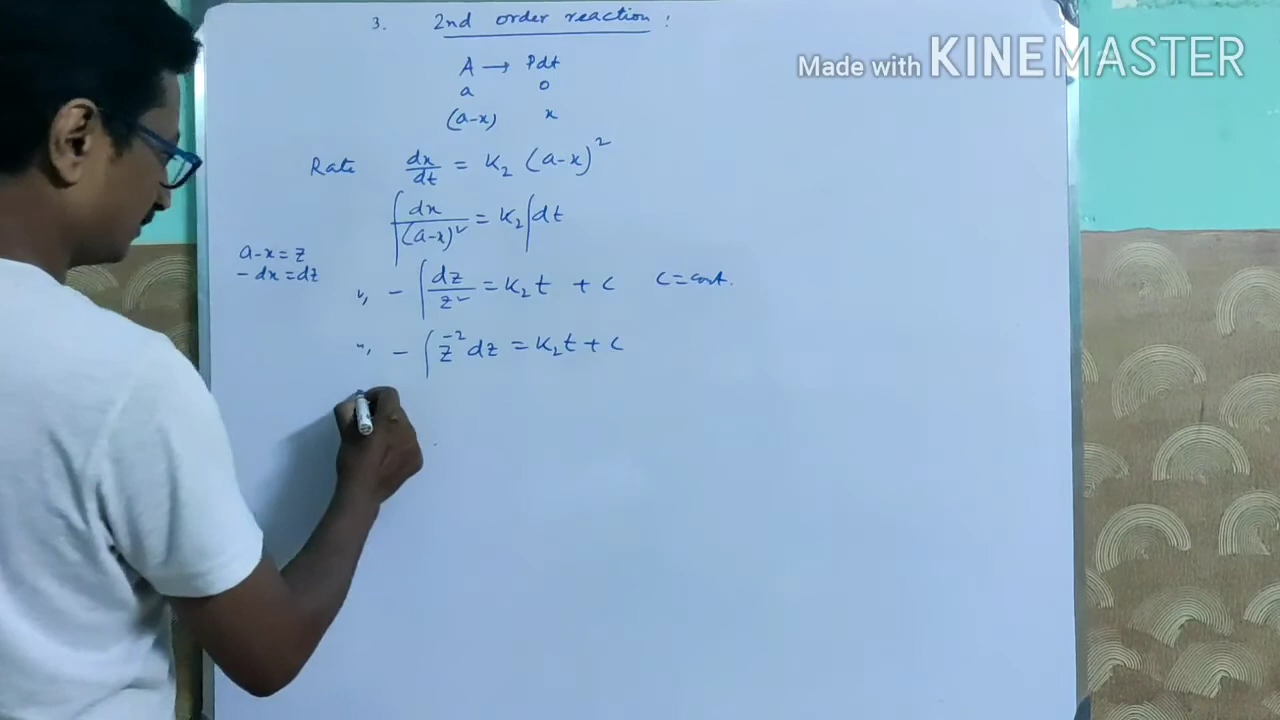 3. 2nd order reaction :
Made with KINEMASTER
A → Pdt
a 0
(a-x) x
Rate dx/dt = K₂ (a-x)²
∫ dx/(a-x)² = K₂ ∫ dt
a-x = z
- dx = dz
", - ∫ dz/z² = K₂t + c c = const.
", - ∫ z⁻² dz = K₂t + c